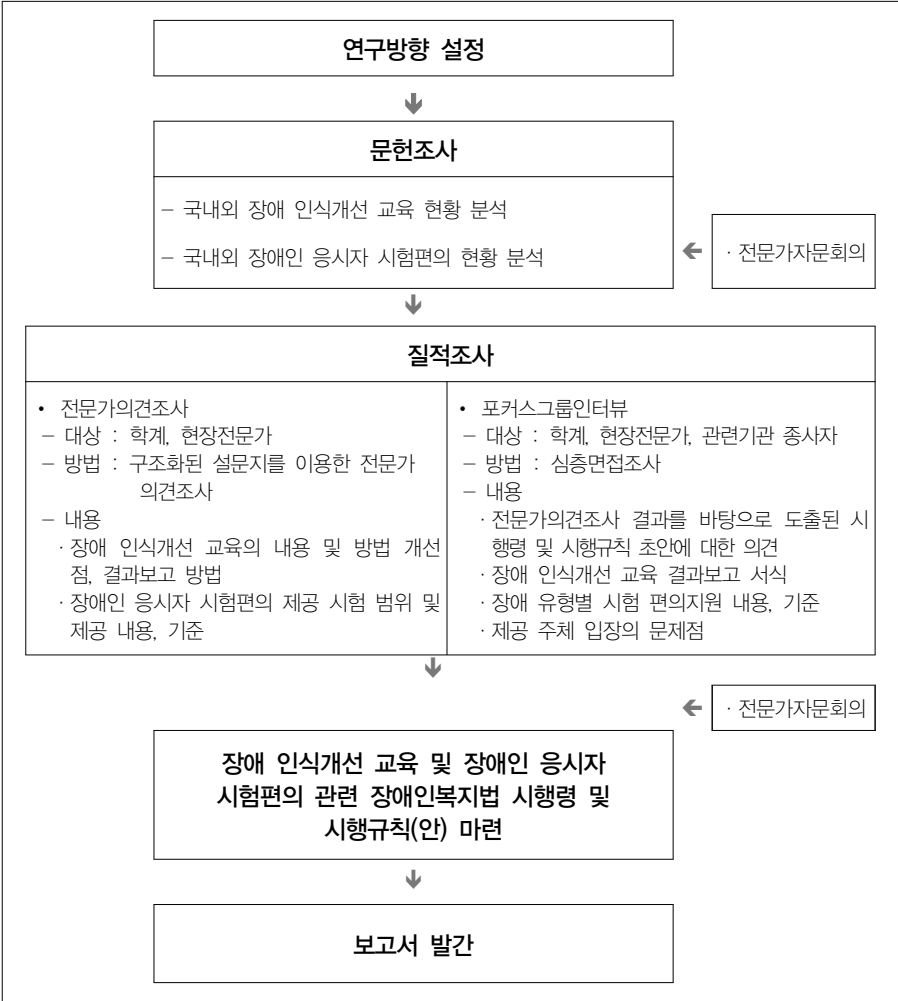 연구방향 설정
문헌조사
– 국내외 장애 인식개선 교육 현황 분석
– 국내외 장애인 응시자 시험편의 현황 분석
· 전문가자문회의
질적조사
• 전문가의견조사
– 대상 : 학계, 현장전문가
– 방법 : 구조화된 설문지를 이용한 전문가
의견조사
– 내용
· 장애 인식개선 교육의 내용 및 방법 개선
점, 결과보고 방법
· 장애인 응시자 시험편의 제공 시험 범위 및
제공 내용, 기준
• 포커스그룹인터뷰
– 대상 : 학계, 현장전문가, 관련기관 종사자
– 방법 : 심층면접조사
– 내용
· 전문가의견조사 결과를 바탕으로 도출된 시
행령 및 시행규칙 초안에 대한 의견
· 장애 인식개선 교육 결과보고 서식
· 장애 유형별 시험 편의지원 내용, 기준
· 제공 주체 입장의 문제점
· 전문가자문회의
장애 인식개선 교육 및 장애인 응시자
시험편의 관련 장애인복지법 시행령 및
시행규칙(안) 마련
보고서 발간